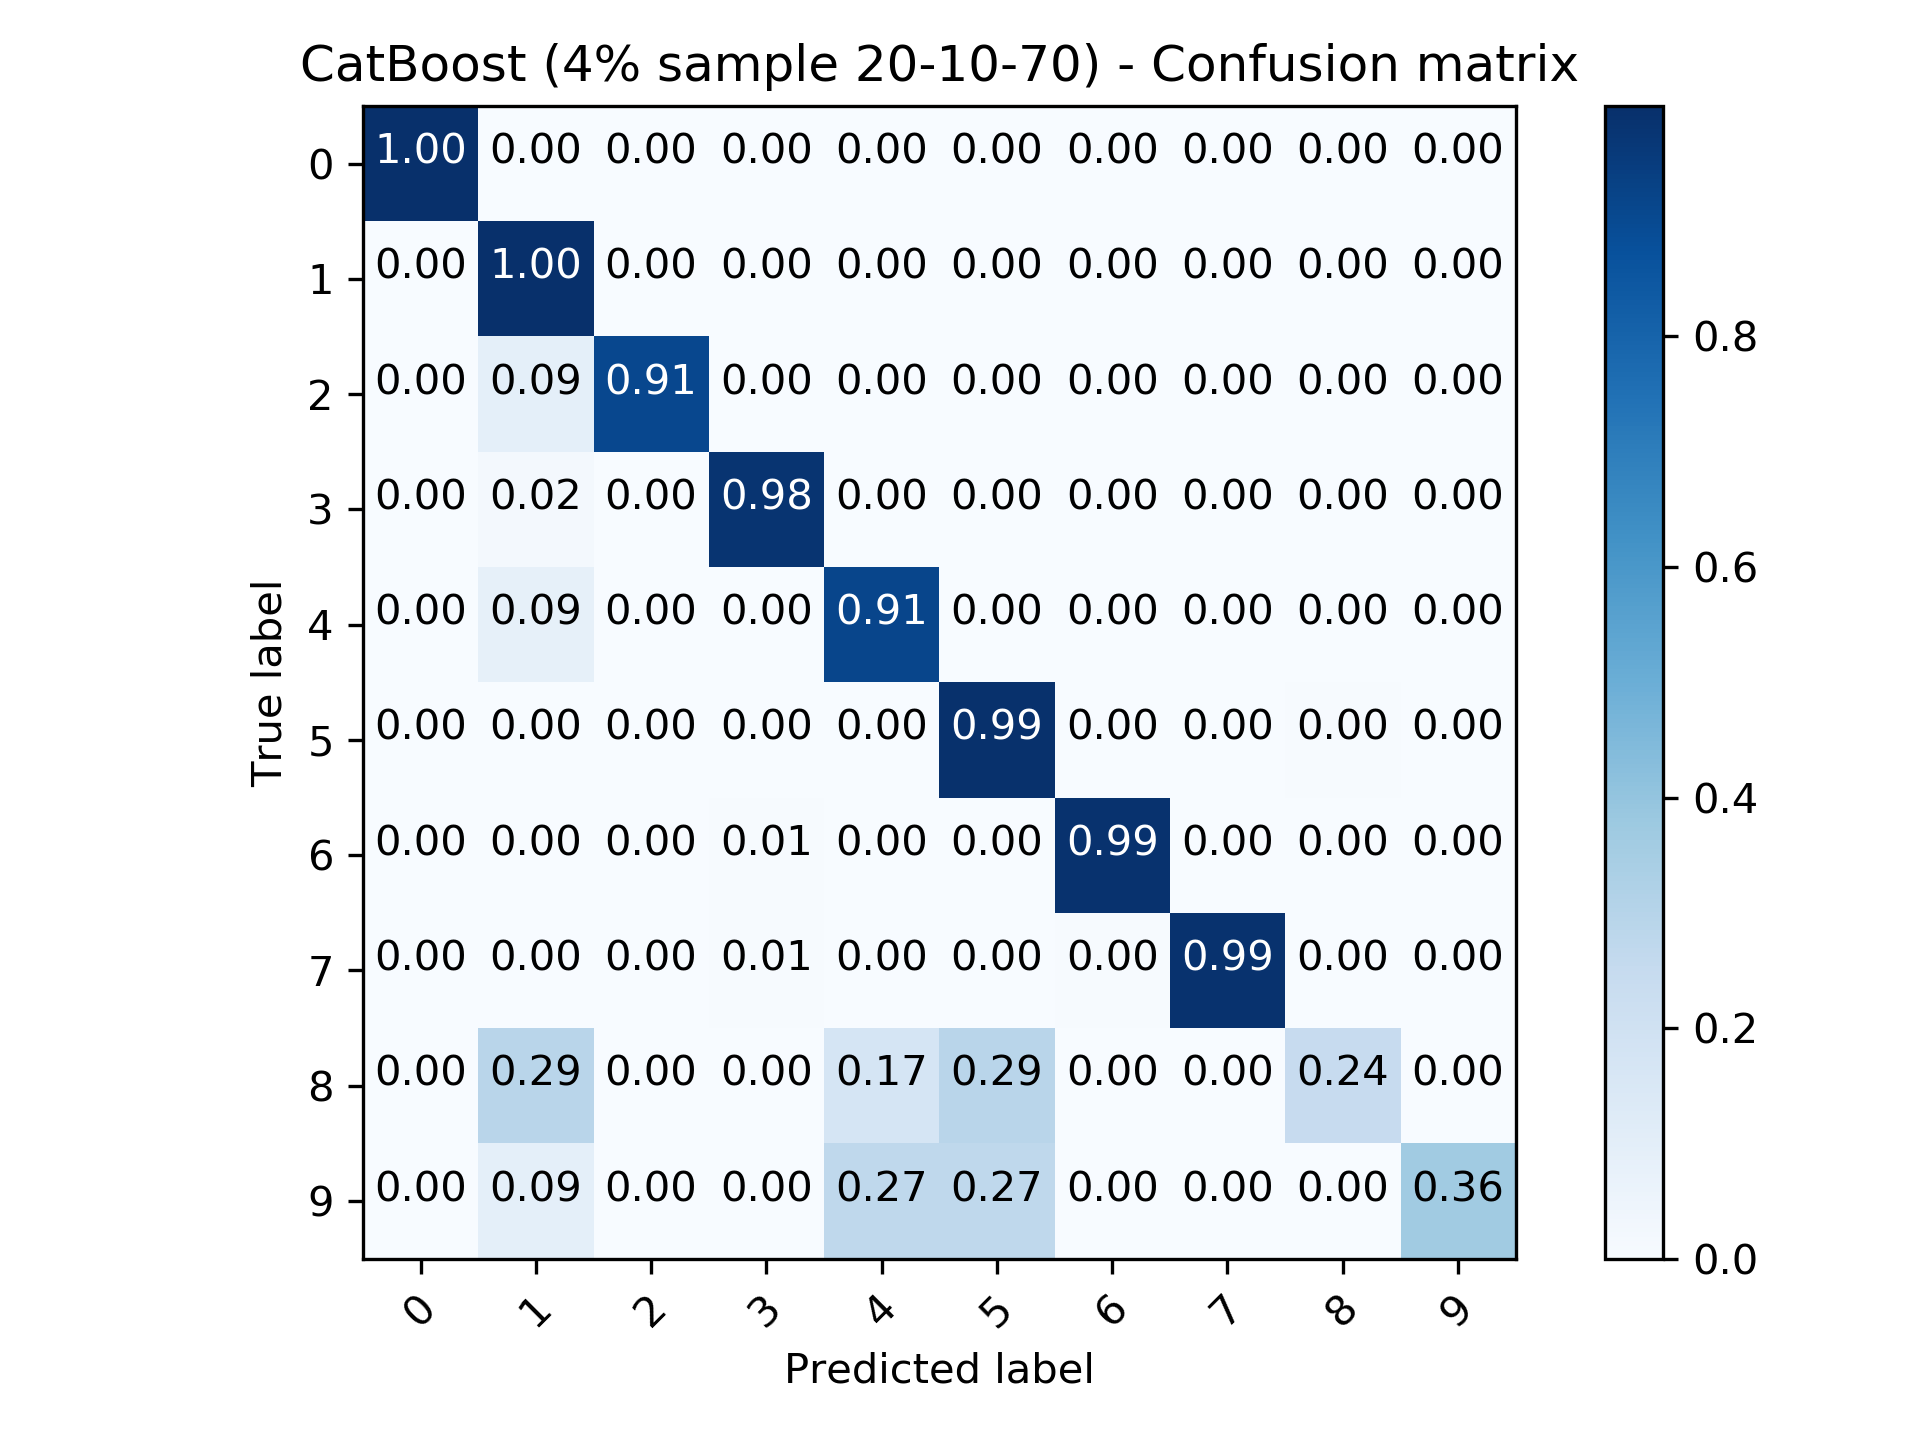 CatBoost (4% sample 20-10-70) - Confusion matrix
0 1.00 0.00 0.00 0.00 0.00 0.00 0.00 0.00 0.00 0.00
1 0.00 1.00 0.00 0.00 0.00 0.00 0.00 0.00 0.00 0.00
2 0.00 0.09 0.91 0.00 0.00 0.00 0.00 0.00 0.00 0.00
3 0.00 0.02 0.00 0.98 0.00 0.00 0.00 0.00 0.00 0.00
4 0.00 0.09 0.00 0.00 0.91 0.00 0.00 0.00 0.00 0.00
5 0.00 0.00 0.00 0.00 0.00 0.99 0.00 0.00 0.00 0.00
6 0.00 0.00 0.00 0.01 0.00 0.00 0.99 0.00 0.00 0.00
7 0.00 0.00 0.00 0.01 0.00 0.00 0.00 0.99 0.00 0.00
8 0.00 0.29 0.00 0.00 0.17 0.29 0.00 0.00 0.24 0.00
9 0.00 0.09 0.00 0.00 0.27 0.27 0.00 0.00 0.00 0.36
0 1 2 3 4 5 6 7 8 9
Predicted label
True label
0.8
0.6
0.4
0.2
0.0